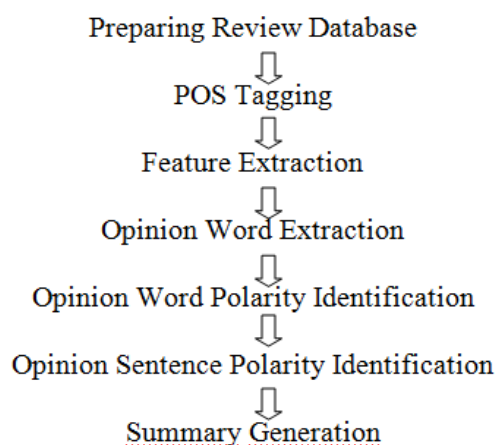 Preparing Review Database
POS Tagging
Feature Extraction
Opinion Word Extraction
Opinion Word Polarity Identification
Opinion Sentence Polarity Identification
Summary Generation